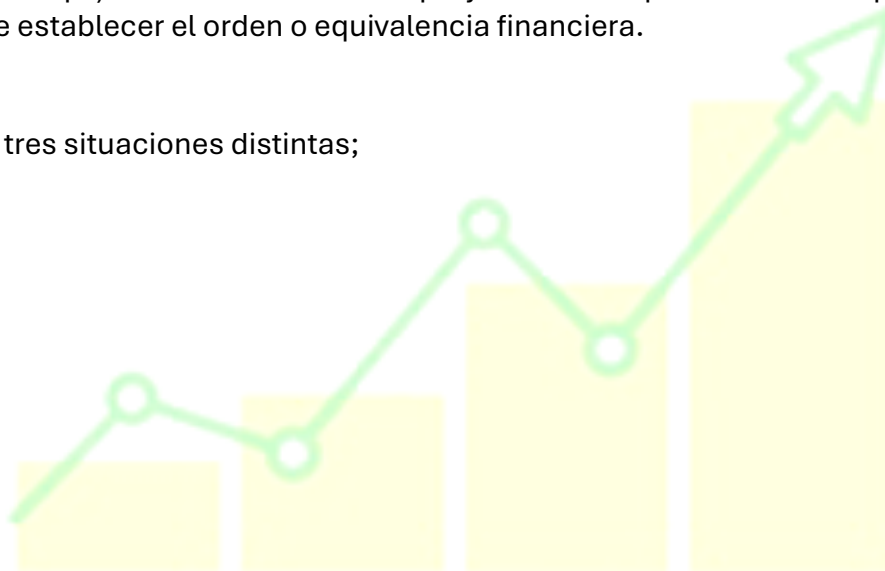 e establecer el orden o equivalencia financiera.
tres situaciones distintas;